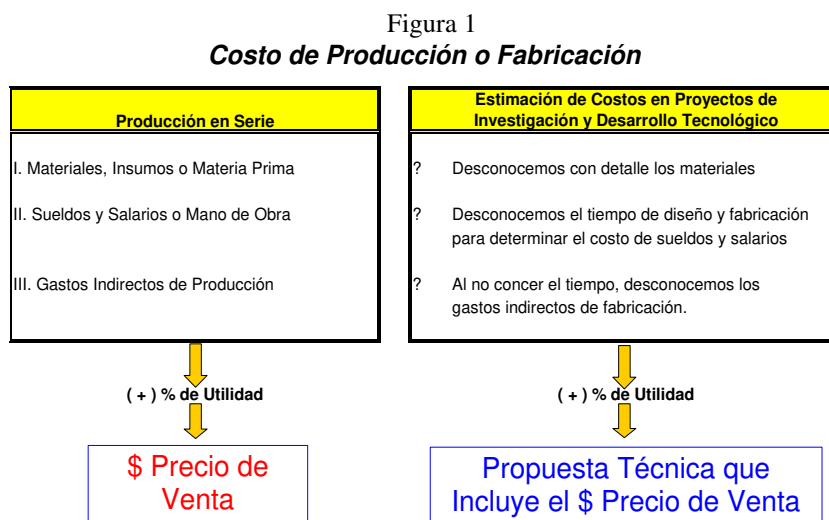 Figura 1
Costo de Producción o Fabricación
Producción en Serie
I. Materiales, Insumos o Materia Prima
II. Sueldos y Salarios o Mano de Obra
III. Gastos Indirectos de Producción
( + ) % de Utilidad
$ Precio de
Venta
Estimación de Costos en Proyectos de
Investigación y Desarrollo Tecnológico
? Desconocemos con detalle los materiales
? Desconocemos el tiempo de diseño y fabricación
para determinar el costo de sueldos y salarios
? Al no concer el tiempo, desconocemos los
gastos indirectos de fabricación.
( + ) % de Utilidad
Propuesta Técnica que
Incluye el $ Precio de Venta